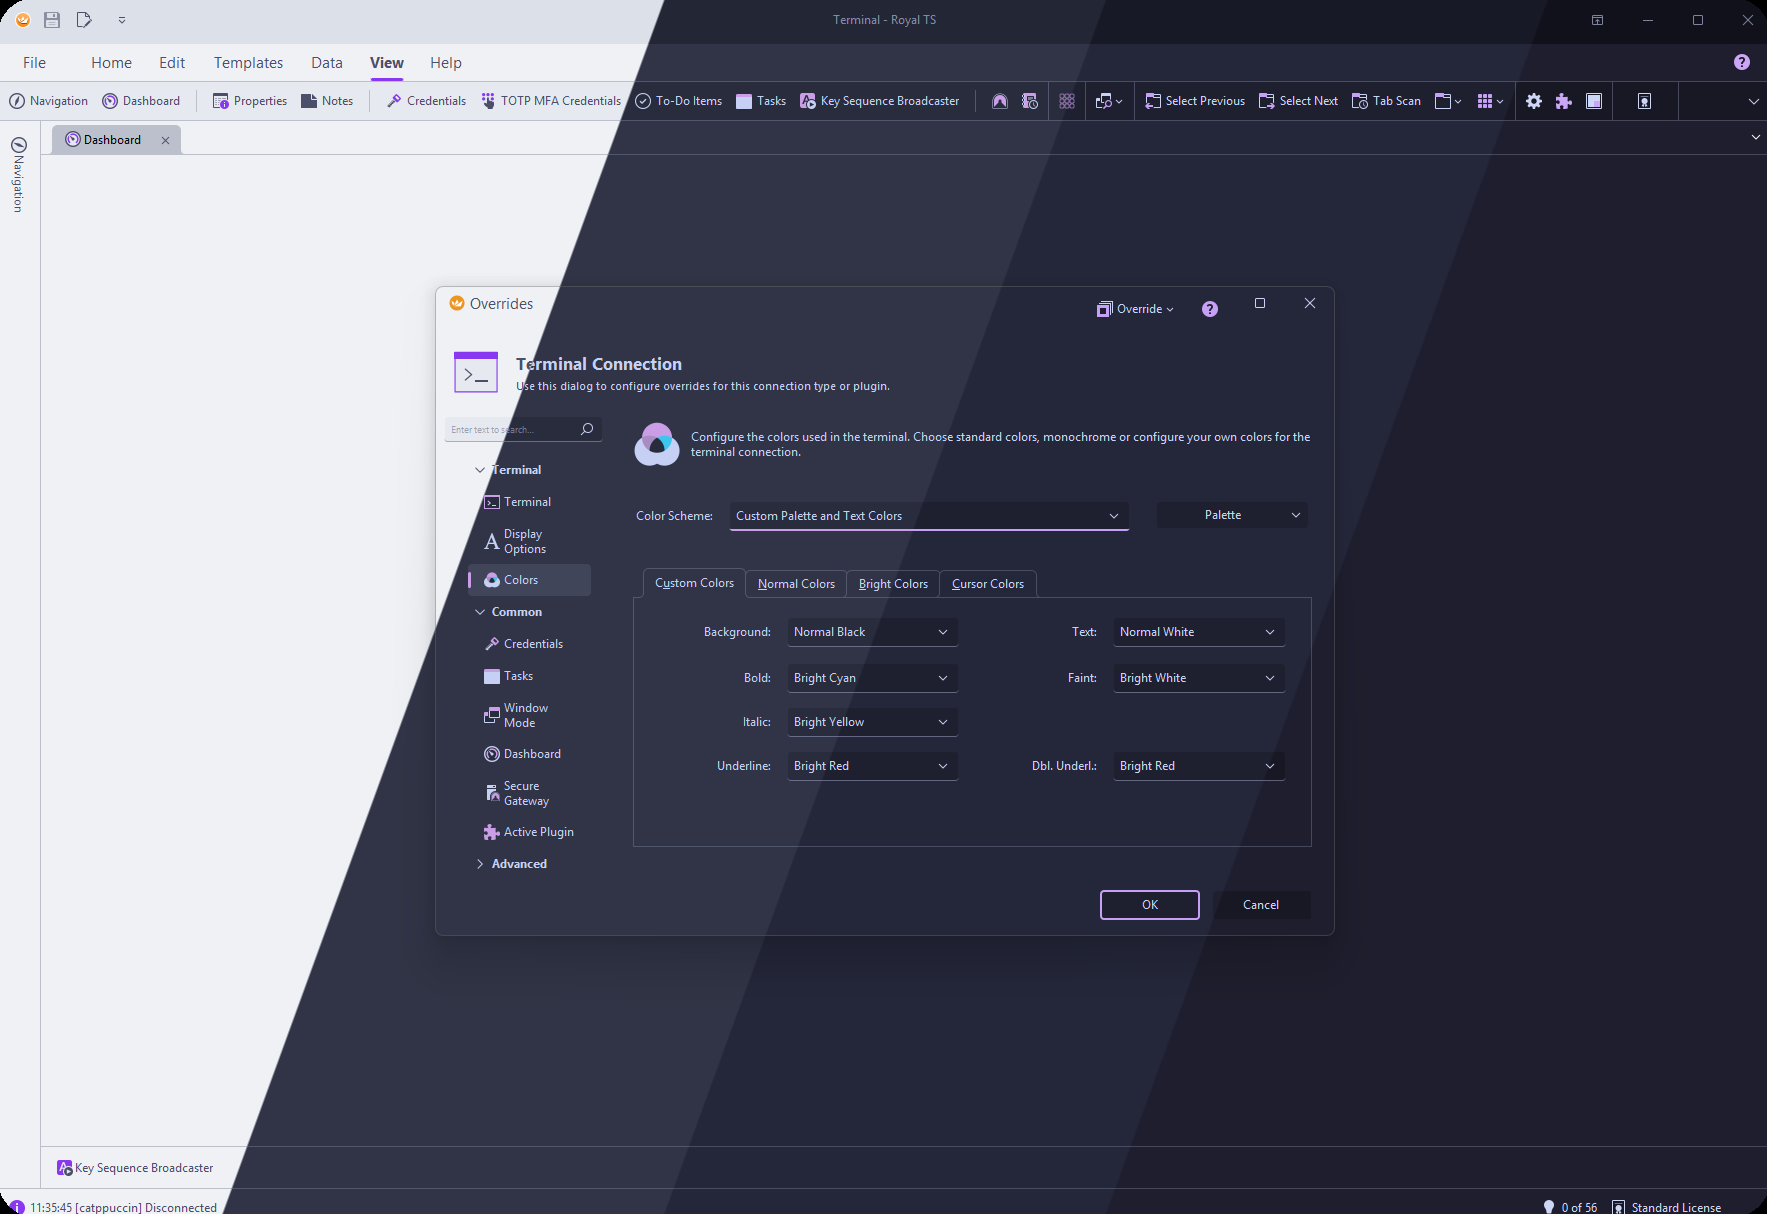 Terminal - Royal TS
File Home Edit Templates Data View Help
Navigation Dashboard Properties Notes Credentials TOTP MFA Credentials To-Do Items Tasks Key Sequence Broadcaster Select Previous Select Next Tab Scan
Dashboard
Navigation
Overrides
Override
Terminal Connection
Use this dialog to configure overrides for this connection type or plugin.
Enter text to search...
Terminal
Terminal
Display
Options
Colors
Common
Credentials
Tasks
Window
Mode
Dashboard
Secure
Gateway
Active Plugin
Advanced
Configure the colors used in the terminal. Choose standard colors, monochrome or configure your own colors for the
terminal connection.
Color Scheme: Custom Palette and Text Colors Palette
Custom Colors Normal Colors Bright Colors Cursor Colors
Background: Normal Black Text: Normal White
Bold: Bright Cyan Faint: Bright White
Italic: Bright Yellow
Underline: Bright Red Dbl. Underl.: Bright Red
OK Cancel
Key Sequence Broadcaster
11:35:45 [catppuccin] Disconnected 0 of 56 Standard License